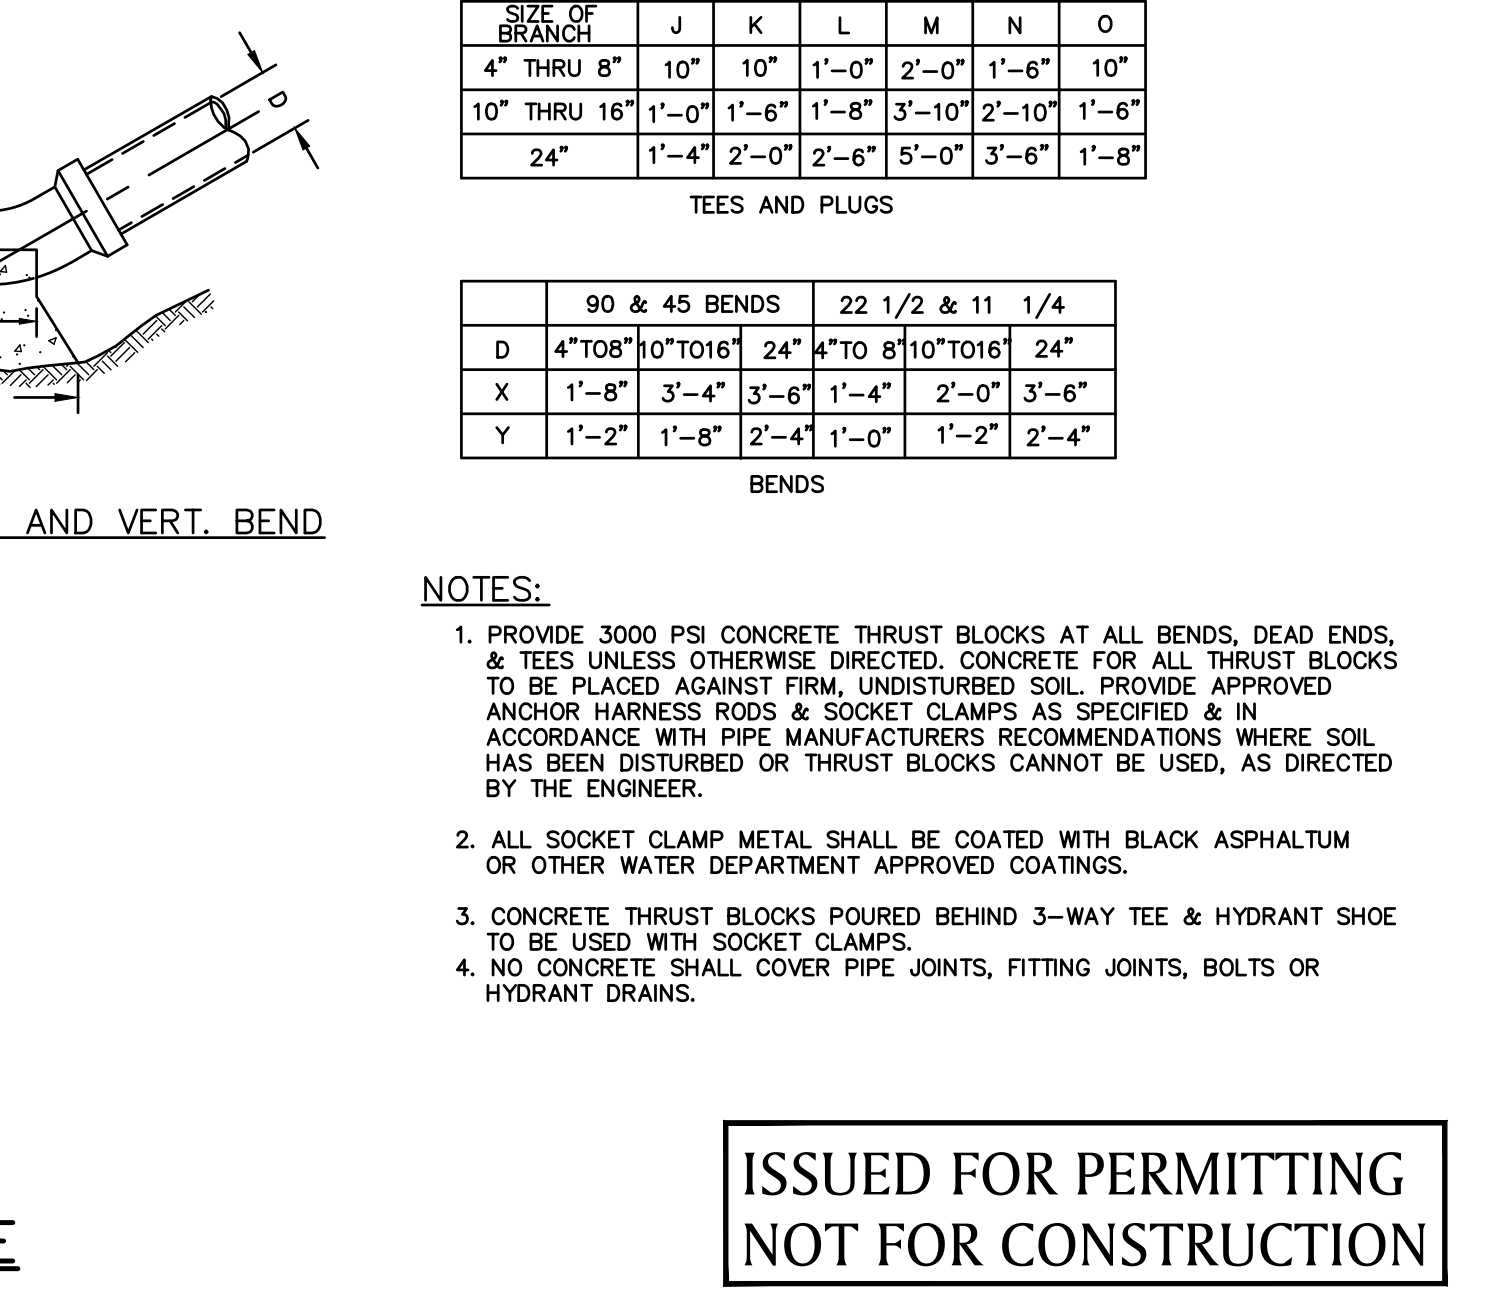 SIZE OF
BRANCH J K L M N O
4" THRU 8" 10" 10" 1'-0" 2'-0" 1'-6" 10"
10" THRU 16" 1'-0" 1'-6" 1'-8" 3'-10" 2'-10" 1'-6"
24" 1'-4" 2'-0" 2'-6" 5'-0" 3'-6" 1'-8"
TEES AND PLUGS
D
90 & 45 BENDS 22 1/2 & 11 1/4
D 4"TO8" 10"TO16" 24" 4"TO 8" 10"TO16" 24"
X 1'-8" 3'-4" 3'-6" 1'-4" 2'-0" 3'-6"
Y 1'-2" 1'-8" 2'-4" 1'-0" 1'-2" 2'-4"
BENDS
AND VERT. BEND
NOTES:
1. PROVIDE 3000 PSI CONCRETE THRUST BLOCKS AT ALL BENDS, DEAD ENDS,
& TEES UNLESS OTHERWISE DIRECTED. CONCRETE FOR ALL THRUST BLOCKS
TO BE PLACED AGAINST FIRM, UNDISTURBED SOIL. PROVIDE APPROVED
ANCHOR HARNESS RODS & SOCKET CLAMPS AS SPECIFIED & IN
ACCORDANCE WITH PIPE MANUFACTURERS RECOMMENDATIONS WHERE SOIL
HAS BEEN DISTURBED OR THRUST BLOCKS CANNOT BE USED, AS DIRECTED
BY THE ENGINEER.
2. ALL SOCKET CLAMP METAL SHALL BE COATED WITH BLACK ASPHALTUM
OR OTHER WATER DEPARTMENT APPROVED COATINGS.
3. CONCRETE THRUST BLOCKS POURED BEHIND 3-WAY TEE & HYDRANT SHOE
TO BE USED WITH SOCKET CLAMPS.
4. NO CONCRETE SHALL COVER PIPE JOINTS, FITTING JOINTS, BOLTS OR
HYDRANT DRAINS.
ISSUED FOR PERMITTING
NOT FOR CONSTRUCTION